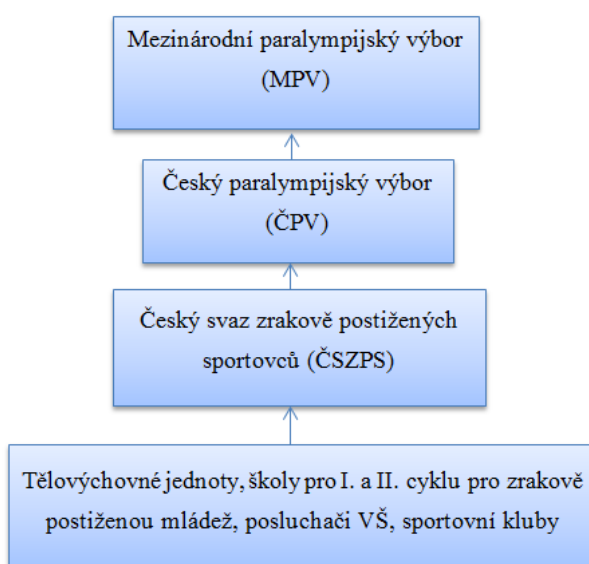 Mezinárodní paralympijský výbor
(MPV)
Český paralympijský výbor
(ČPV)
Český svaz zrakově postižených
sportovců (ČSZPS)
Tělovýchovné jednoty, školy pro I. a II. cyklu pro zrakově
postiženou mládež, posluchači VŠ, sportovní kluby